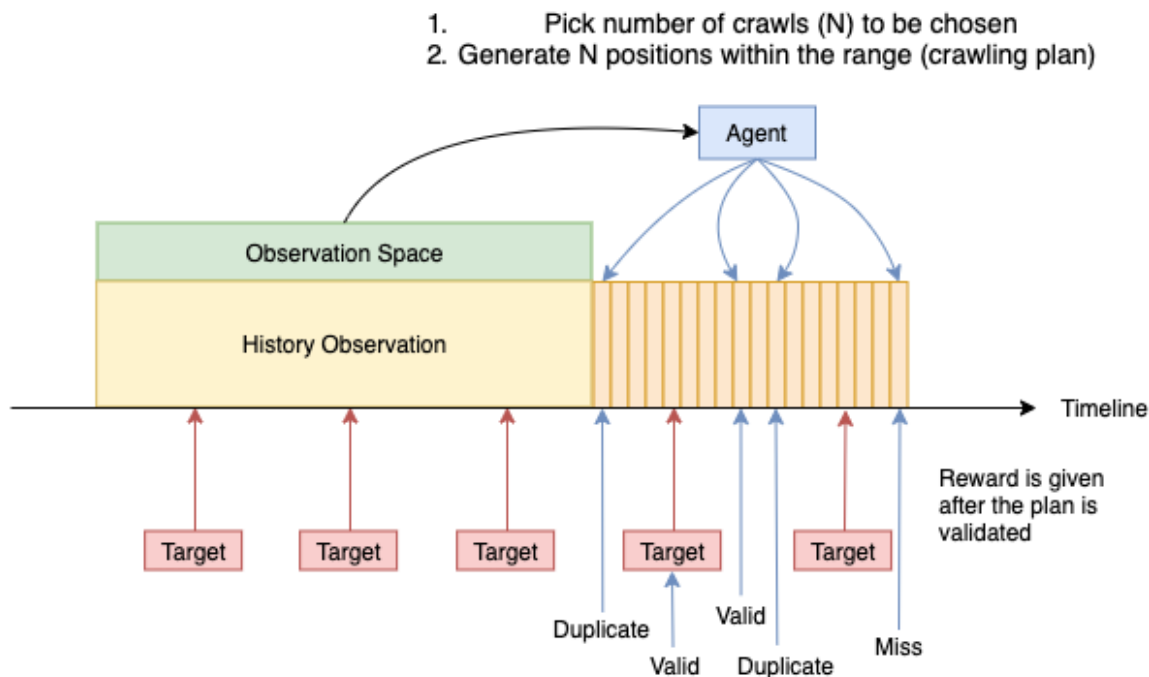 1. Pick number of crawls (N) to be chosen
2. Generate N positions within the range (crawling plan)
Agent
Observation Space
History Observation
Timeline
Reward is given
after the plan is
validated
Target
Target
Target
Target
Target
Duplicate
Valid
Valid
Duplicate
Miss